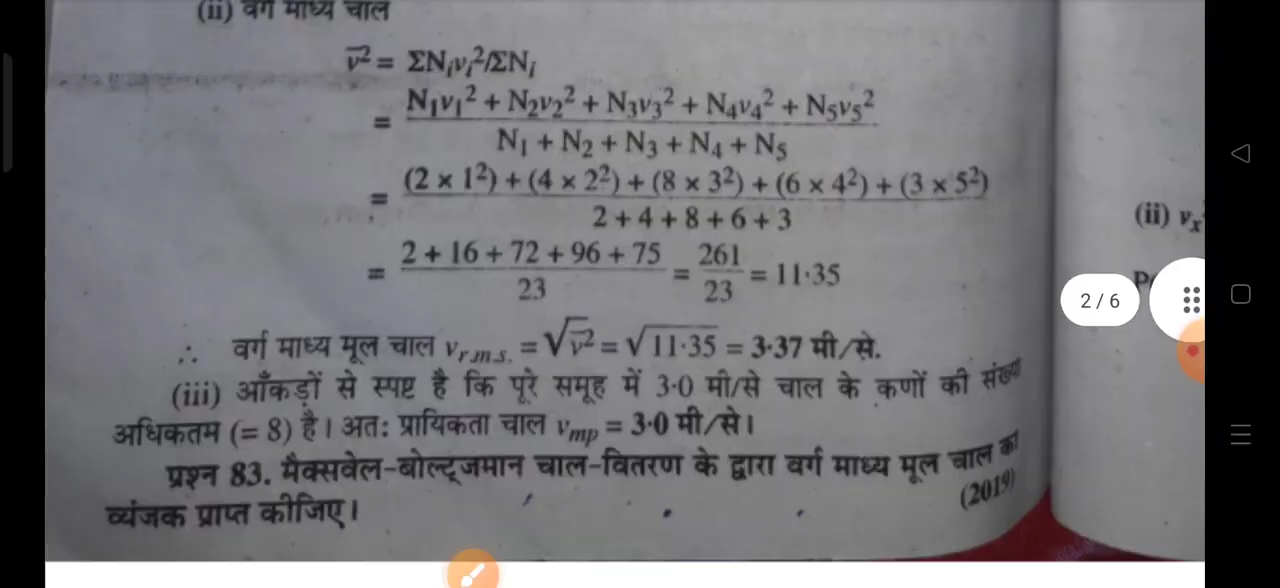 (ii) वर्ग माध्य चाल
v̅² = ΣNᵢvᵢ²/ΣNᵢ
= N₁v₁² + N₂v₂² + N₃v₃² + N₄v₄² + N₅v₅²
N₁ + N₂ + N₃ + N₄ + N₅
= (2 × 1²) + (4 × 2²) + (8 × 3²) + (6 × 4²) + (3 × 5²)
2 + 4 + 8 + 6 + 3
= 2 + 16 + 72 + 96 + 75 / 23 = 261 / 23 = 11·35
∴ वर्ग माध्य मूल चाल v r.m.s. = √v̅² = √11·35 = 3·37 मी/से.
(iii) आँकड़ों से स्पष्ट है कि पूरे समूह में 3·0 मी/से चाल के कणों की संख्या
अधिकतम (= 8) है। अतः प्रायिकता चाल v mp = 3·0 मी/से।
प्रश्न 83. मैक्सवेल-बोल्ट्जमान चाल-वितरण के द्वारा वर्ग माध्य मूल चाल का
व्यंजक प्राप्त कीजिए। (2019)
(ii) vₓ
2 / 6